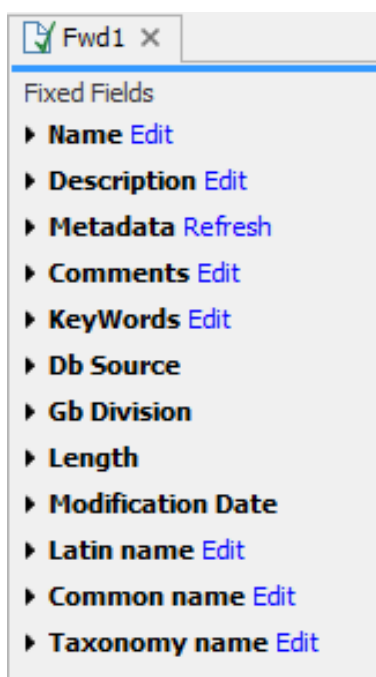 Fwd1
Fixed Fields
Name Edit
Description Edit
Metadata Refresh
Comments Edit
KeyWords Edit
Db Source
Gb Division
Length
Modification Date
Latin name Edit
Common name Edit
Taxonomy name Edit